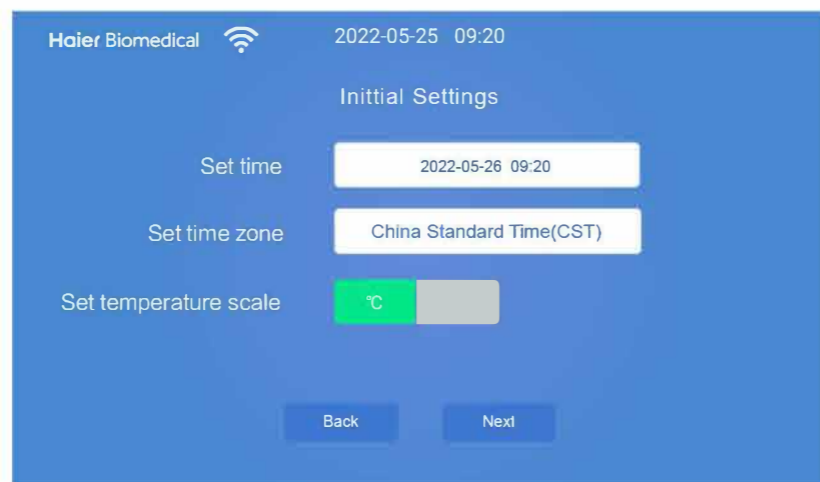 Haier Biomedical 2022-05-25 09:20
Inittial Settings
Set time 2022-05-26 09:20
Set time zone China Standard Time(CST)
Set temperature scale ℃
Back Next